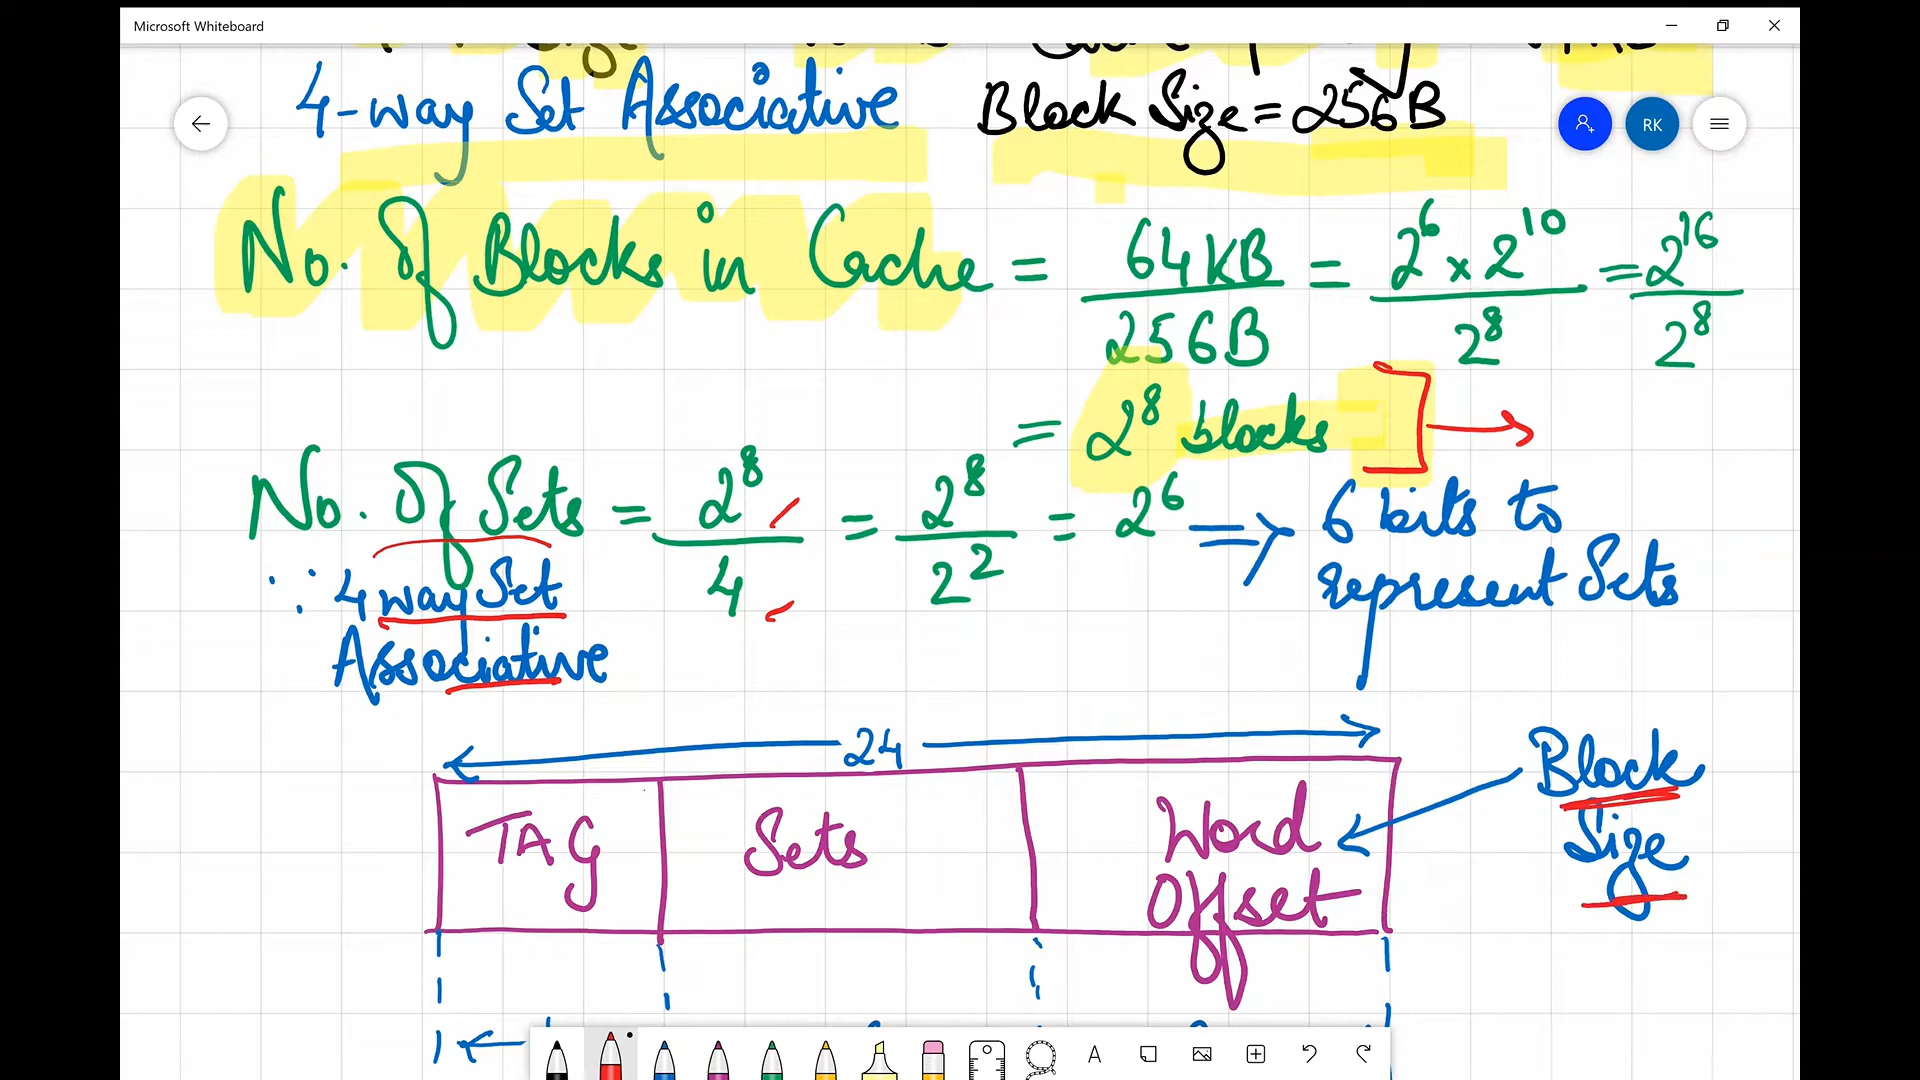 Microsoft Whiteboard
4-way Set Associative Block Size = 256B
RK
No. Of Blocks in Cache = 64KB / 256B = 2^6 x 2^10 / 2^8 = 2^16 / 2^8
= 2^8 blocks
No. Of Sets = 2^8 / 4 = 2^8 / 2^2 = 2^6 => 6 bits to
represent Sets
∵ 4 way Set
Associative
24
TAG Sets Word
Offset
Block
Size
A